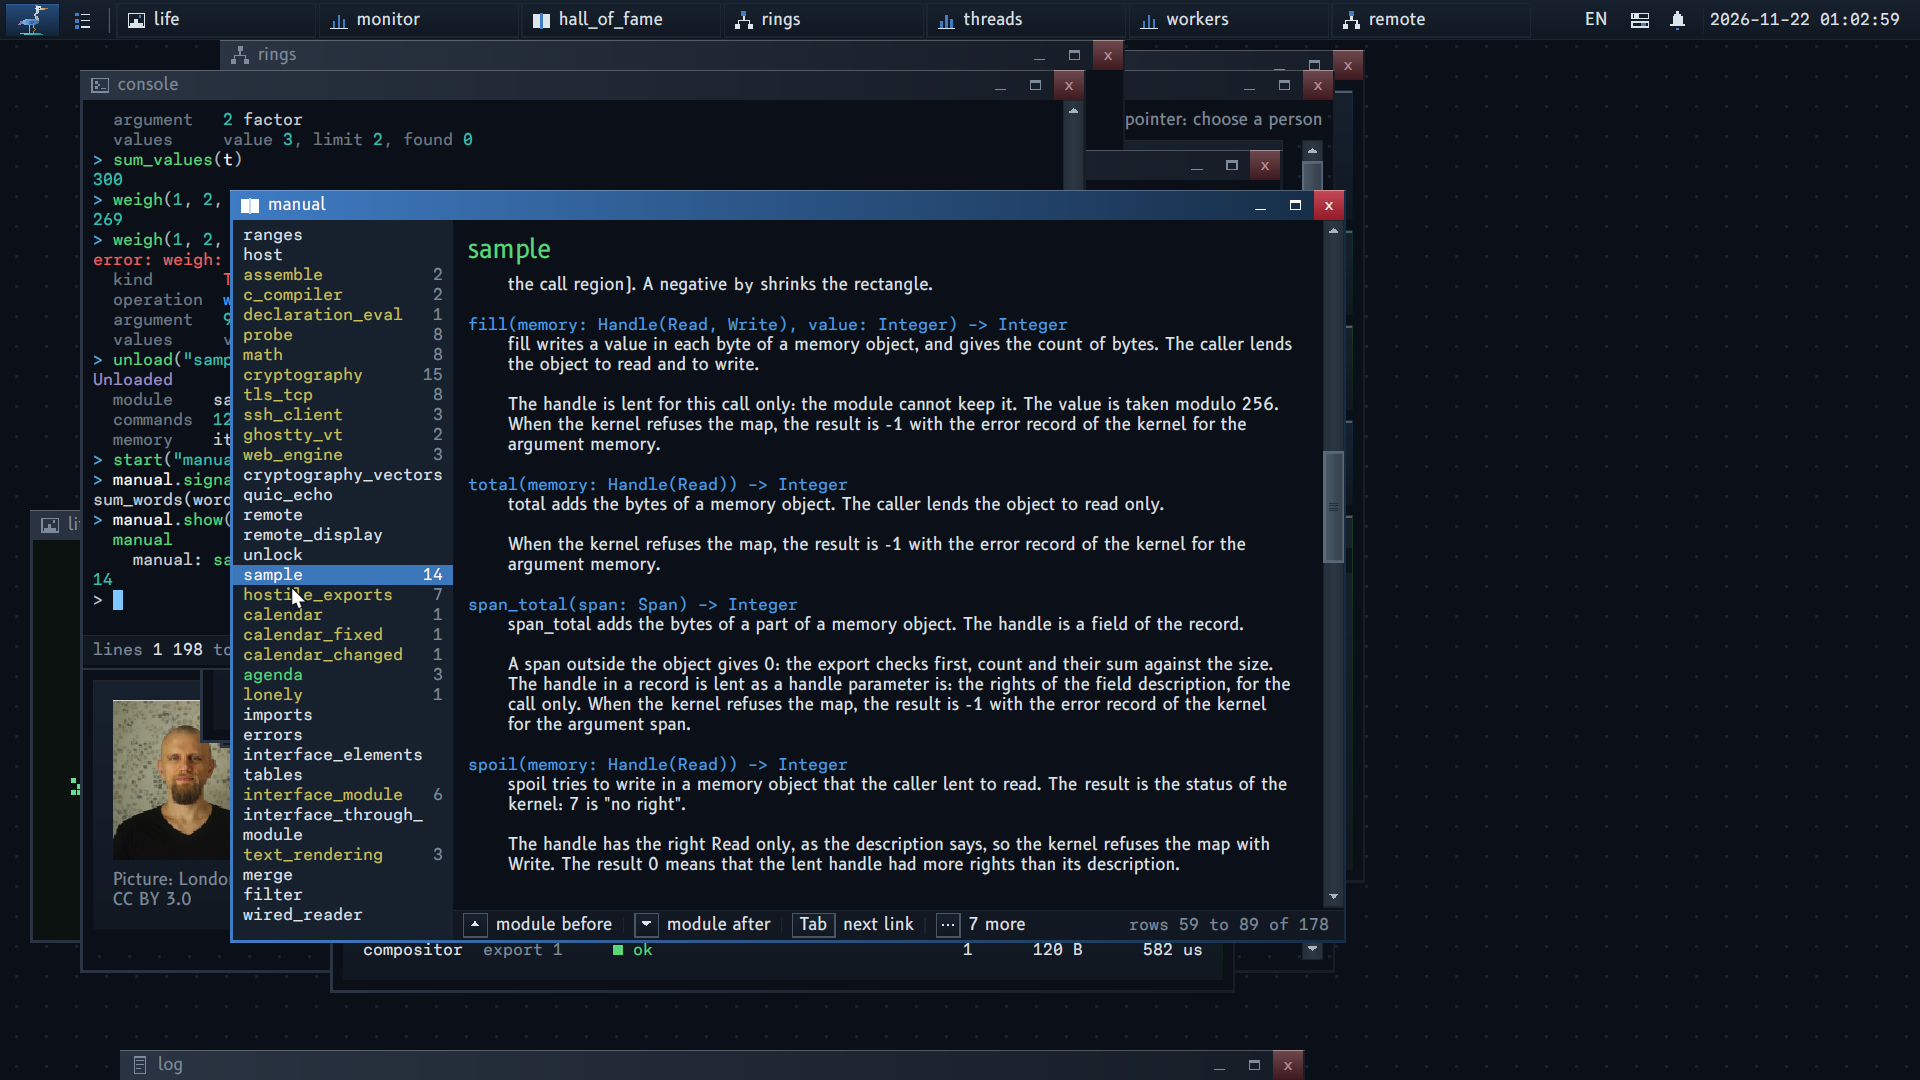 life
monitor
hall_of_fame
rings
threads
workers
remote
EN
2026-11-22 01:02:59
rings
console
pointer: choose a person
argument 2 factor
values value 3, limit 2, found 0
> sum_values(t)
300
> weigh(1, 2,
269
> weigh(1, 2,
error: weigh:
kind
operation
argument
values
> unload("samp
Unloaded
module sa
commands 12
memory it
> start("manua
> manual.signa
sum_words(word
> manual.show(
manual
manual: sa
14
>
lines 1 198 to
Picture: Londo
CC BY 3.0
manual
ranges
host
assemble 2
c_compiler 2
declaration_eval 1
probe 8
math 8
cryptography 15
tls_tcp 8
ssh_client 3
ghostty_vt 2
web_engine 3
cryptography_vectors
quic_echo
remote
remote_display
unlock
sample 14
hostile_exports 7
calendar 1
calendar_fixed 1
calendar_changed 1
agenda 3
lonely 1
imports
errors
interface_elements
tables
interface_module 6
interface_through_
module
text_rendering 3
merge
filter
wired_reader
sample
the call region]. A negative by shrinks the rectangle.
fill(memory: Handle(Read, Write), value: Integer) -> Integer
fill writes a value in each byte of a memory object, and gives the count of bytes. The caller lends
the object to read and to write.
The handle is lent for this call only: the module cannot keep it. The value is taken modulo 256.
When the kernel refuses the map, the result is -1 with the error record of the kernel for the
argument memory.
total(memory: Handle(Read)) -> Integer
total adds the bytes of a memory object. The caller lends the object to read only.
When the kernel refuses the map, the result is -1 with the error record of the kernel for the
argument memory.
span_total(span: Span) -> Integer
span_total adds the bytes of a part of a memory object. The handle is a field of the record.
A span outside the object gives 0: the export checks first, count and their sum against the size.
The handle in a record is lent as a handle parameter is: the rights of the field description, for the
call only. When the kernel refuses the map, the result is -1 with the error record of the kernel
for the argument span.
spoil(memory: Handle(Read)) -> Integer
spoil tries to write in a memory object that the caller lent to read. The result is the status of the
kernel: 7 is "no right".
The handle has the right Read only, as the description says, so the kernel refuses the map with
Write. The result 0 means that the lent handle had more rights than its description.
module before
module after
Tab next link
... 7 more
rows 59 to 89 of 178
compositor export 1 ok 1 120 B 582 us
log